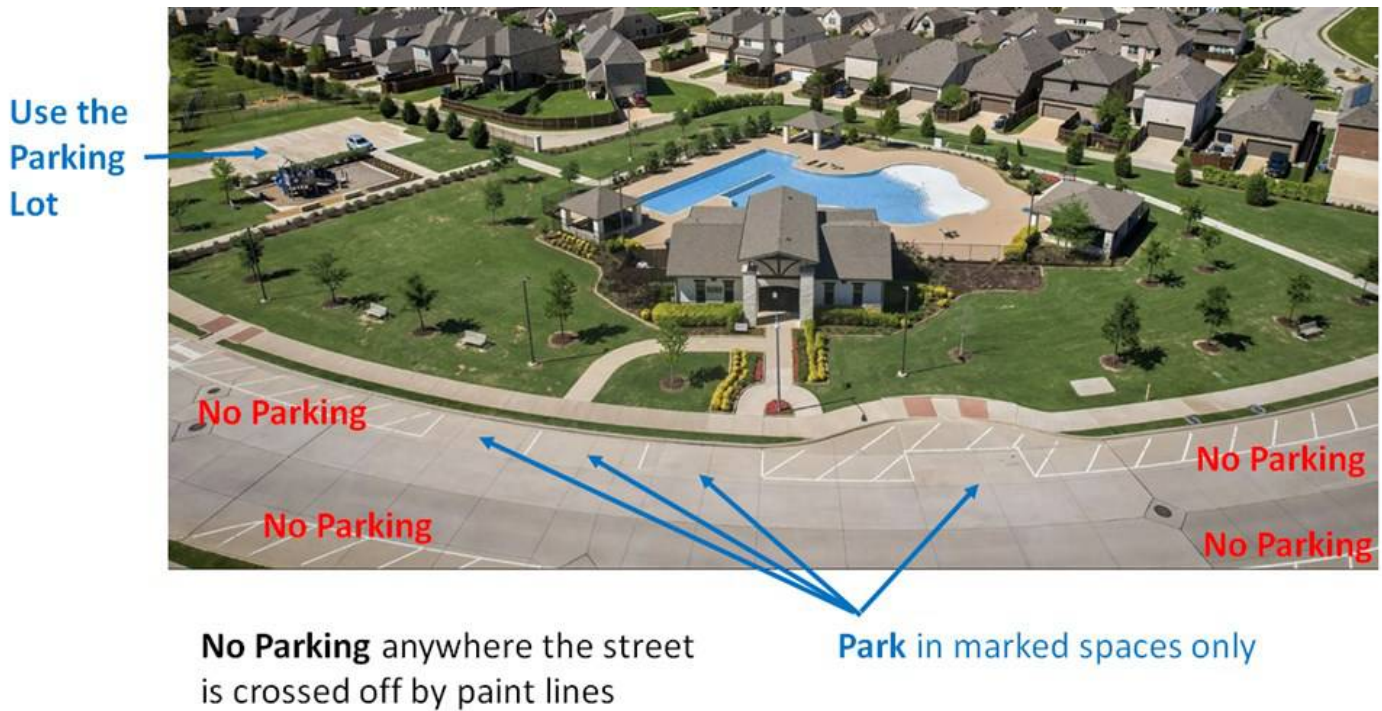 Use the
Parking
Lot
No Parking
No Parking
No Parking
No Parking
No Parking anywhere the street
is crossed off by paint lines
Park in marked spaces only